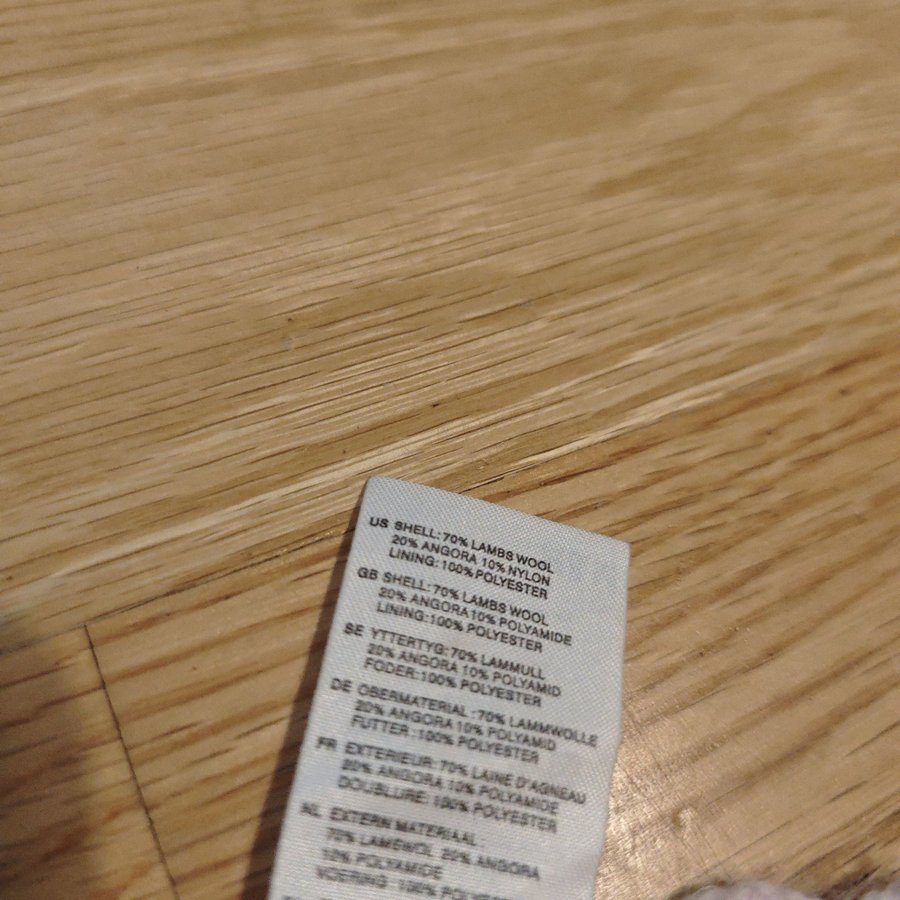 US SHELL:70% LAMBS WOOL
20% ANGORA 10% NYLON
LINING:100% POLYESTER
GB SHELL:70% LAMBS WOOL
20% ANGORA 10% POLYAMIDE
LINING:100% POLYESTER
SE YTTERTYG:70% LAMMULL
20% ANGORA 10% POLYAMID
FODER:100% POLYESTER
DE OBERMATERIAL :70% LAMMWOLLE
20% ANGORA 10% POLYAMID
FUTTER :100% POLYESTER
FR EXTERIEUR:70% LAINE D'AGNEAU
20% ANGORA 10% POLYAMIDE
DOUBLURE: 100% POLYESTER
NL EXTERN MATERIAAL :
70% LAMSWOL 20% ANGORA
10% POLYAMIDE
VOERING :100% POLYESTER